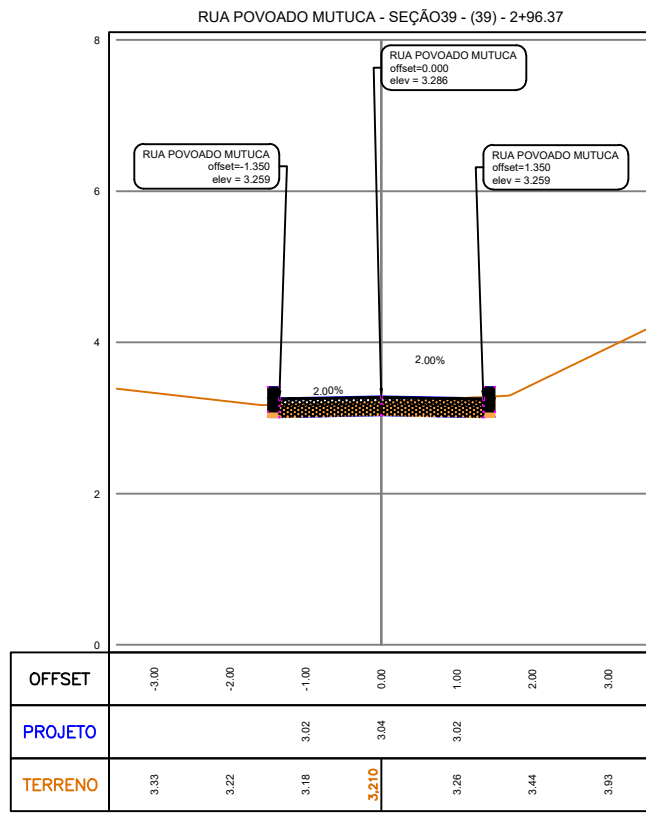 RUA POVOADO MUTUCA - SEÇÃO39 - (39) - 2+96.37
8
RUA POVOADO MUTUCA
offset=0.000
elev = 3.286
RUA POVOADO MUTUCA
offset=-1.350
elev = 3.259
RUA POVOADO MUTUCA
offset=1.350
elev = 3.259
6
4
2.00%
2.00%
2
0
OFFSET -3.00 -2.00 -1.00 0.00 1.00 2.00 3.00
PROJETO 3.02 3.04 3.02
TERRENO 3.33 3.22 3.18 3,210 3.26 3.44 3.93